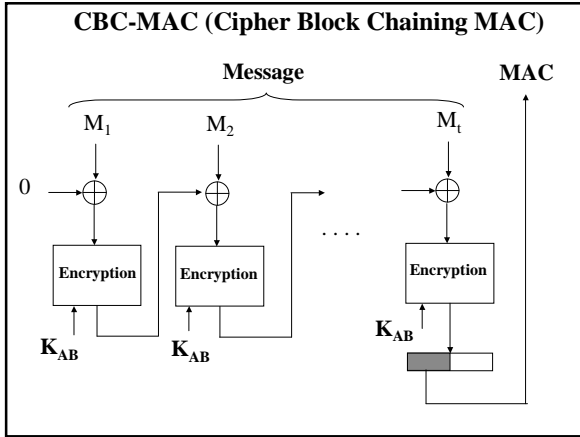 CBC-MAC (Cipher Block Chaining MAC)
Message
MAC
M1
M2
Mt
0
. . . .
Encryption
Encryption
Encryption
KAB
KAB
KAB